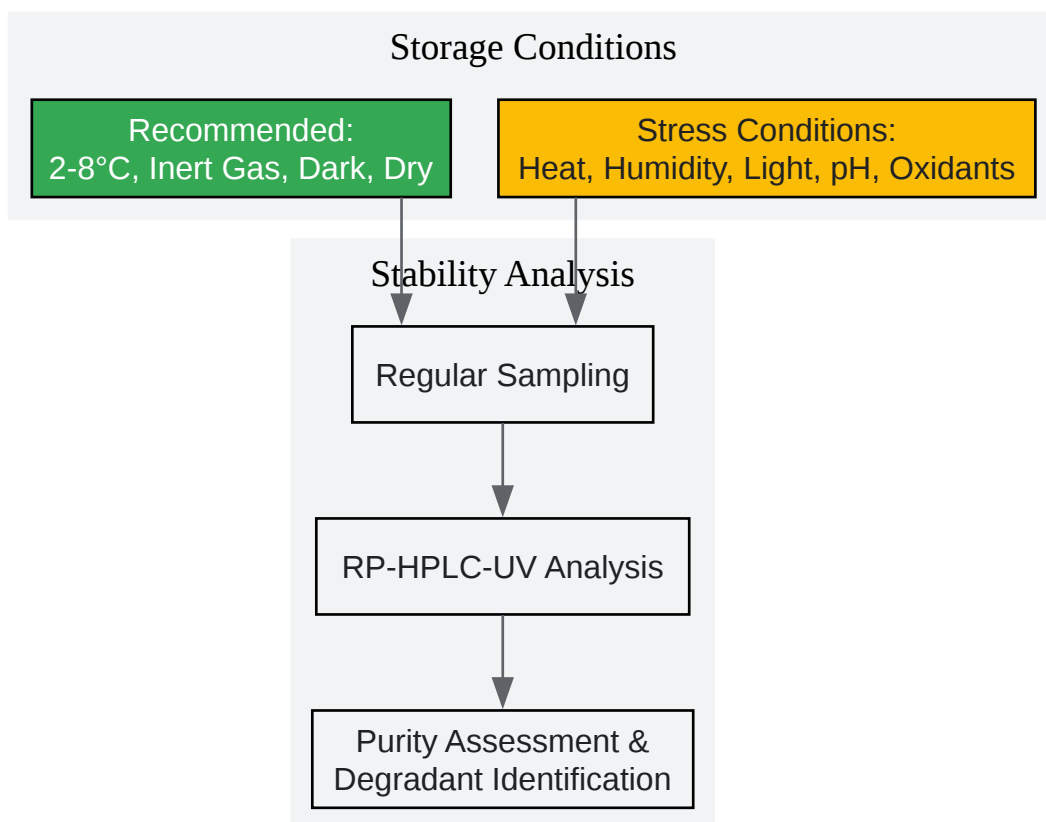 Storage Conditions
Recommended:
2-8°C, Inert Gas, Dark, Dry
Stress Conditions:
Heat, Humidity, Light, pH, Oxidants
Stability Analysis
Regular Sampling
RP-HPLC-UV Analysis
Purity Assessment &
Degradant Identification